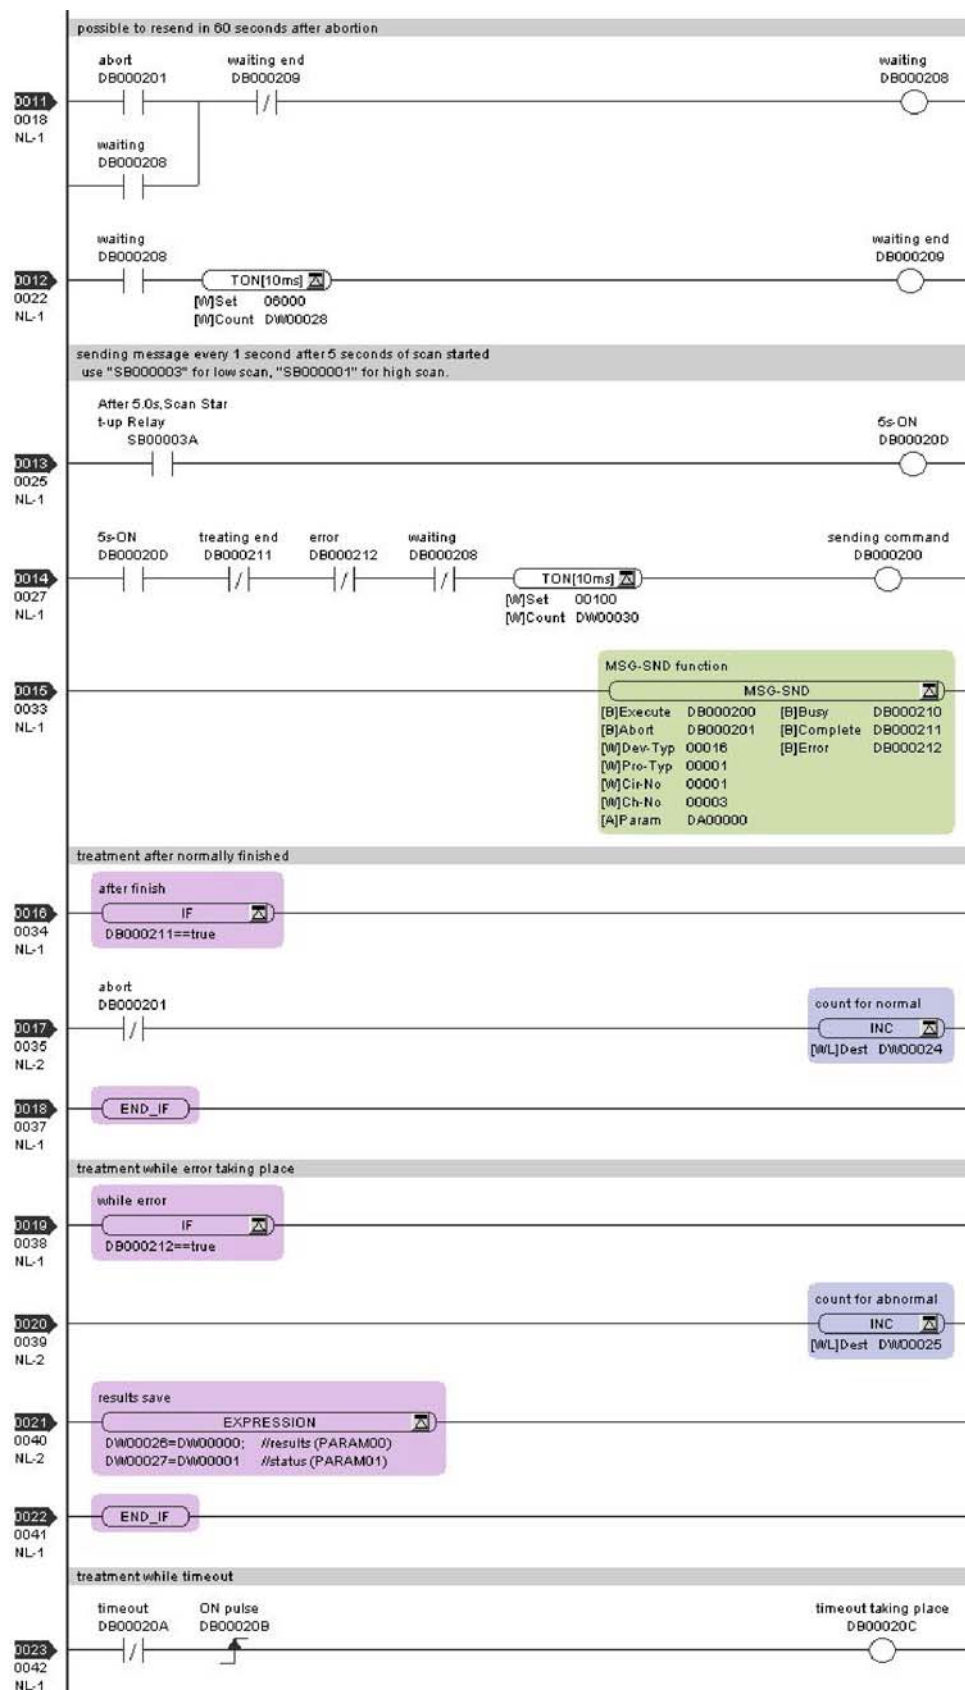 possible to resend in 60 seconds after abortion
abort waiting end waiting
DB000201 DB000209 DB000208
0011
0018
NL-1
waiting
DB000208
waiting waiting end
DB000208 DB000209
0012 TON[10ms]
0022 [W]Set 06000
NL-1 [W]Count DW00028
sending message every 1 second after 5 seconds of scan started
use "SB000003" for low scan, "SB000001" for high scan.
After 5.0s,Scan Star
t-up Relay 5s-ON
SB00003A DB00020D
0013
0025
NL-1
5s-ON treating end error waiting sending command
DB00020D DB000211 DB000212 DB000208 DB000200
0014 TON[10ms]
0027 [W]Set 00100
NL-1 [W]Count DW00030
MSG-SND function
0015 MSG-SND
0033 [B]Execute DB000200 [B]Busy DB000210
NL-1 [B]Abort DB000201 [B]Complete DB000211
[W]Dev-Typ 00016 [B]Error DB000212
[W]Pro-Typ 00001
[W]Cir-No 00001
[W]Ch-No 00003
[A]Param DA00000
treatment after normally finished
after finish
0016 IF
0034 DB000211==true
NL-1
abort
DB000201 count for normal
0017 INC
0035 [WL]Dest DW00024
NL-2
0018 END_IF
0037
NL-1
treatment while error taking place
while error
0019 IF
0038 DB000212==true
NL-1
count for abnormal
0020 INC
0039 [WL]Dest DW00025
NL-2
results save
0021 EXPRESSION
0040 DW00026=DW00000; //results (PARAM00)
NL-2 DW00027=DW00001 //status (PARAM01)
0022 END_IF
0041
NL-1
treatment while timeout
timeout ON pulse timeout taking place
DB00020A DB00020B DB00020C
0023
0042
NL-1